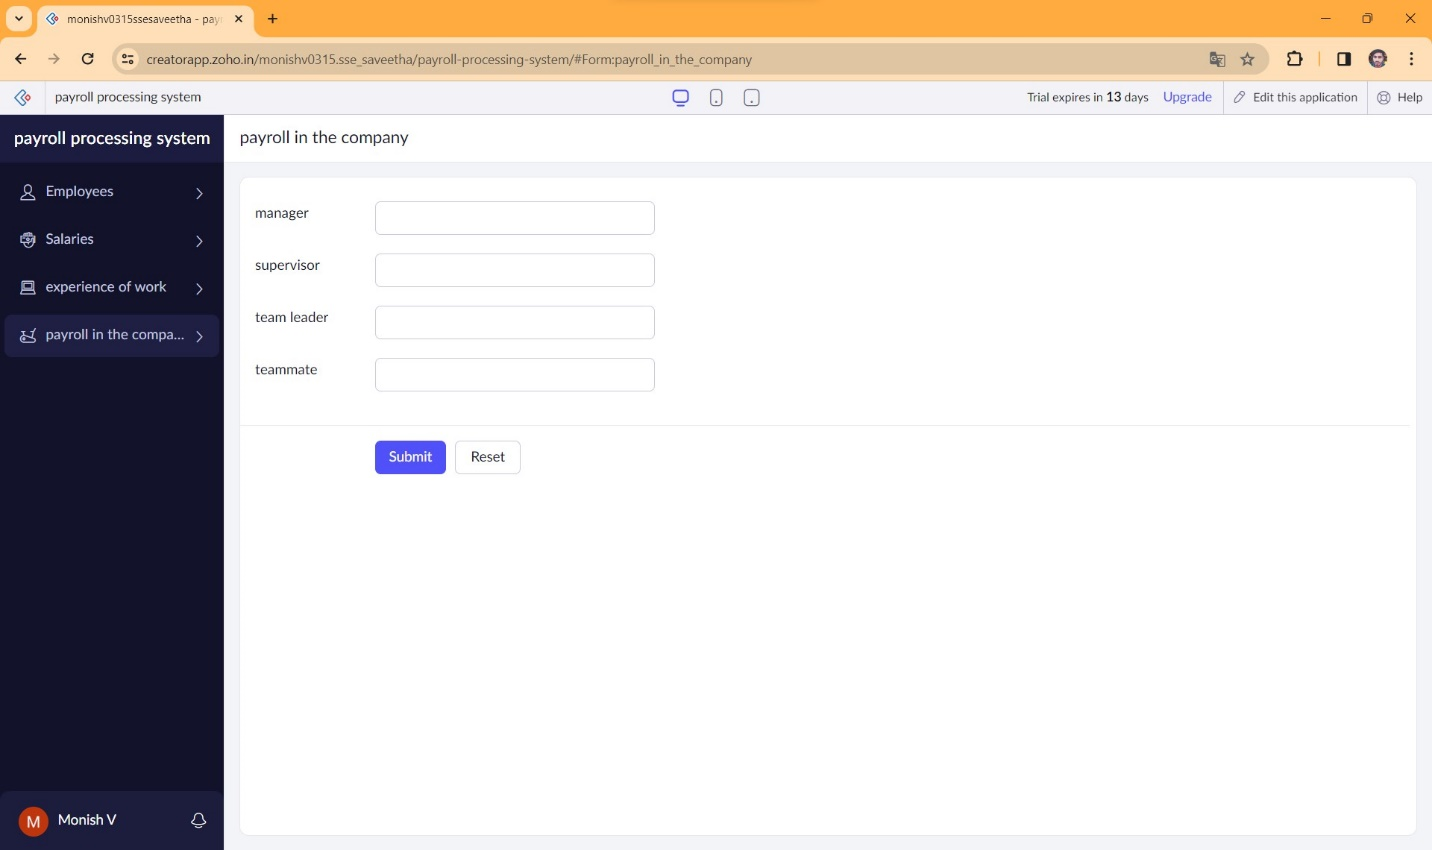 monishv0315ssesaveetha - pay
creatorapp.zoho.in/monishv0315.sse_saveetha/payroll-processing-system/#Form:payroll_in_the_company
payroll processing system
Trial expires in 13 days Upgrade Edit this application Help
payroll processing system
Employees
Salaries
experience of work
payroll in the compa...
Monish V
M
payroll in the company
manager
supervisor
team leader
teammate
Submit Reset